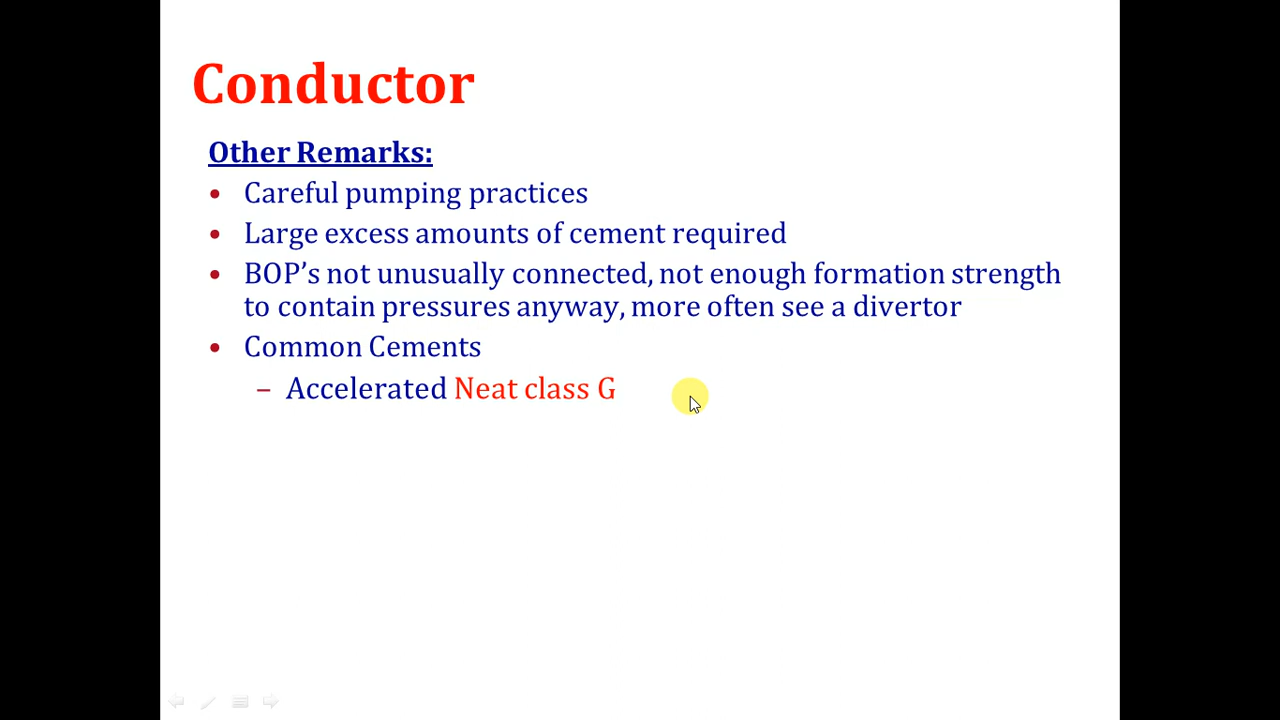 Conductor
Other Remarks:
• Careful pumping practices
• Large excess amounts of cement required
• BOP’s not unusually connected, not enough formation strength
to contain pressures anyway, more often see a divertor
• Common Cements
– Accelerated Neat class G